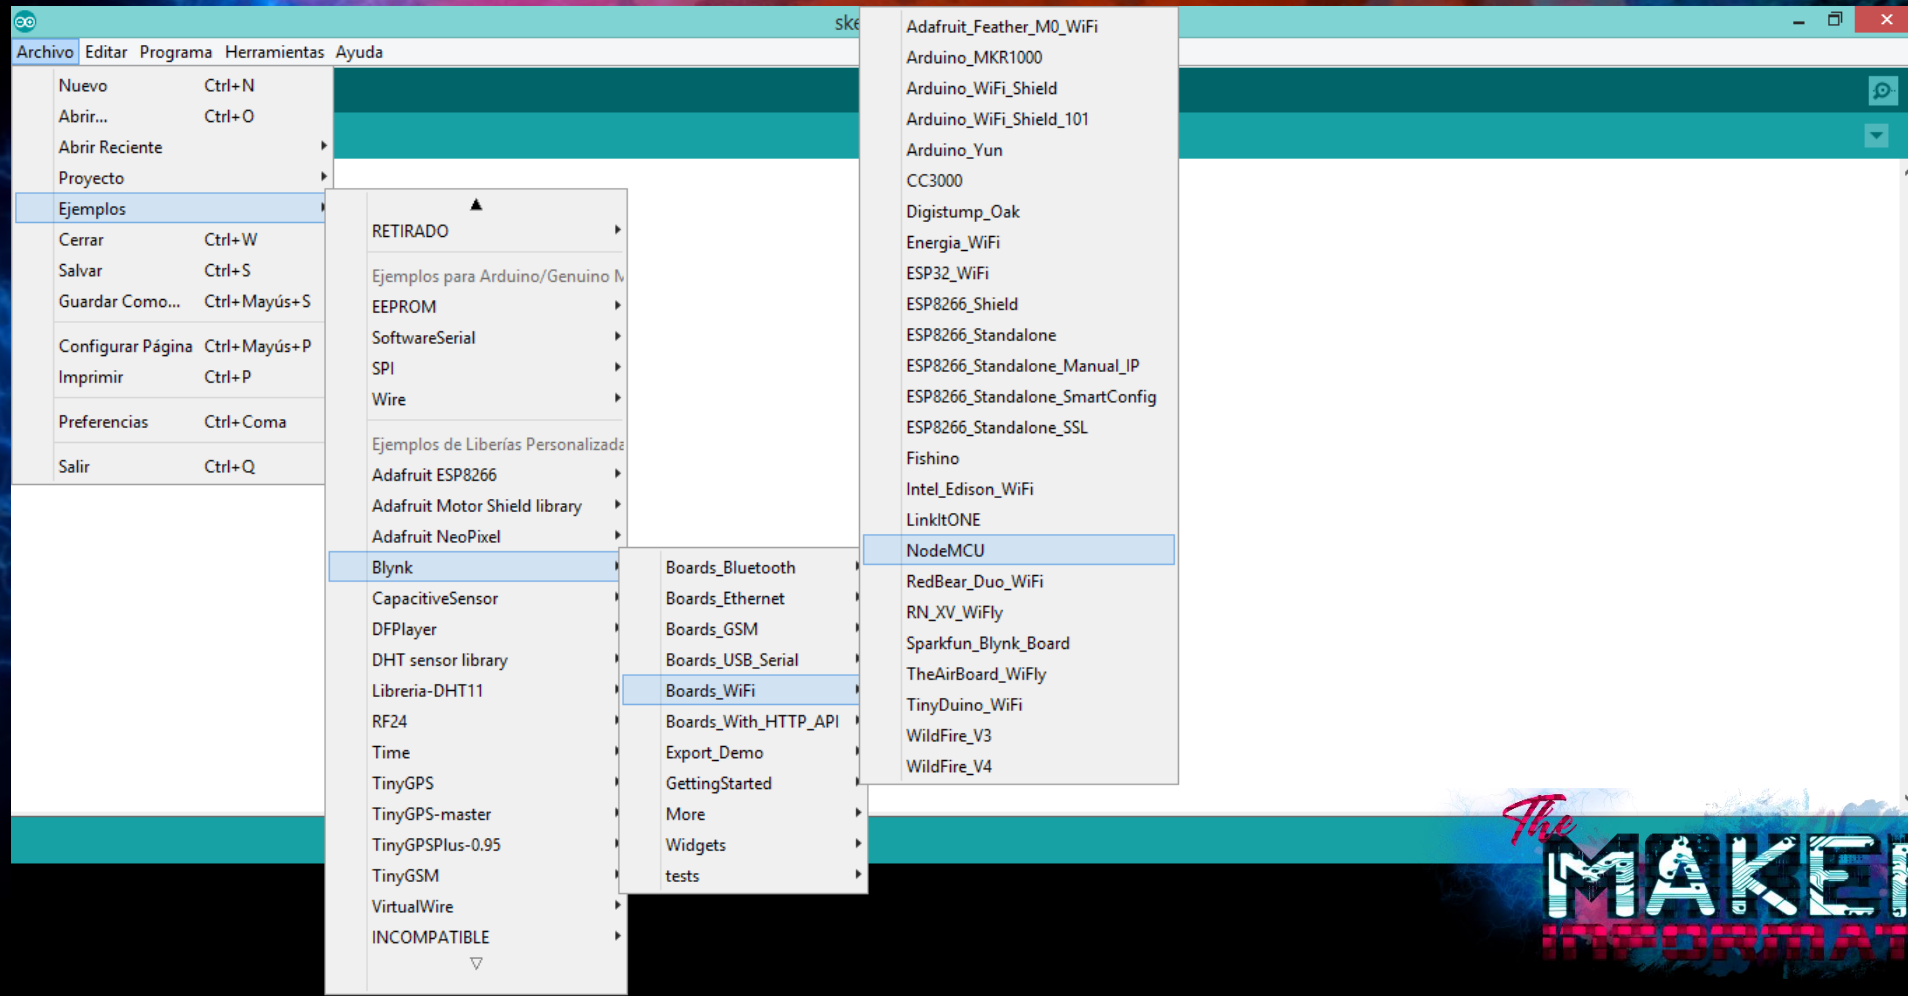 ske
Archivo Editar Programa Herramientas Ayuda
Nuevo Ctrl+N
Abrir... Ctrl+O
Abrir Reciente
Proyecto
Ejemplos
Cerrar Ctrl+W
Salvar Ctrl+S
Guardar Como... Ctrl+Mayús+S
Configurar Página Ctrl+Mayús+P
Imprimir Ctrl+P
Preferencias Ctrl+Coma
Salir Ctrl+Q
RETIRADO
Ejemplos para Arduino/Genuino M
EEPROM
SoftwareSerial
SPI
Wire
Ejemplos de Liberías Personalizada
Adafruit ESP8266
Adafruit Motor Shield library
Adafruit NeoPixel
Blynk
CapacitiveSensor
DFPlayer
DHT sensor library
Libreria-DHT11
RF24
Time
TinyGPS
TinyGPS-master
TinyGPSPlus-0.95
TinyGSM
VirtualWire
INCOMPATIBLE
Boards_Bluetooth
Boards_Ethernet
Boards_GSM
Boards_USB_Serial
Boards_WiFi
Boards_With_HTTP_API
Export_Demo
GettingStarted
More
Widgets
tests
Adafruit_Feather_M0_WiFi
Arduino_MKR1000
Arduino_WiFi_Shield
Arduino_WiFi_Shield_101
Arduino_Yun
CC3000
Digistump_Oak
Energia_WiFi
ESP32_WiFi
ESP8266_Shield
ESP8266_Standalone
ESP8266_Standalone_Manual_IP
ESP8266_Standalone_SmartConfig
ESP8266_Standalone_SSL
Fishino
Intel_Edison_WiFi
LinkItONE
NodeMCU
RedBear_Duo_WiFi
RN_XV_WiFly
Sparkfun_Blynk_Board
TheAirBoard_WiFly
TinyDuino_WiFi
WildFire_V3
WildFire_V4
The
MAKER
INFORMAT